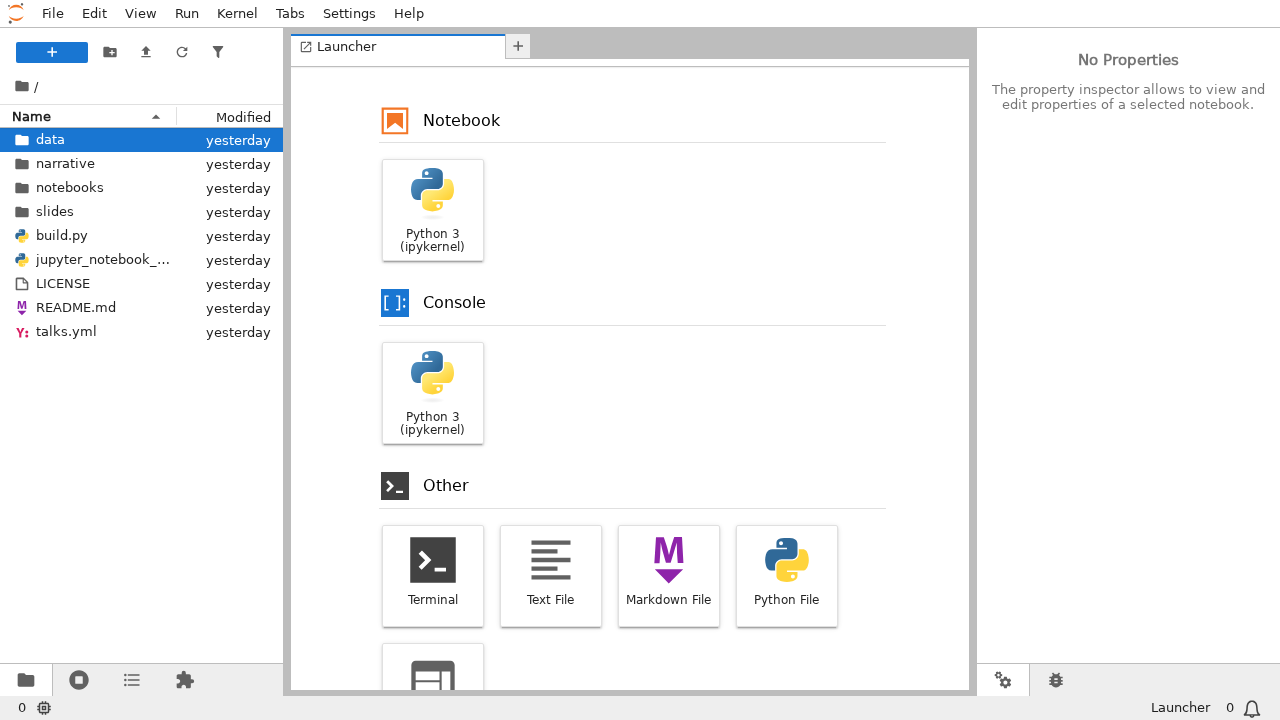 File Edit View Run Kernel Tabs Settings Help
Launcher
/
Name Modified
data yesterday
narrative yesterday
notebooks yesterday
slides yesterday
build.py yesterday
jupyter_notebook_... yesterday
LICENSE yesterday
README.md yesterday
talks.yml yesterday
Notebook
Python 3
(ipykernel)
[ ]: Console
Python 3
(ipykernel)
Other
Terminal Text File Markdown File Python File
No Properties
The property inspector allows to view and
edit properties of a selected notebook.
0
Launcher 0